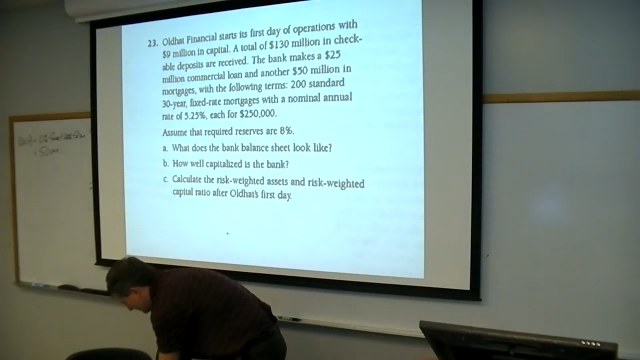 23. Oldhat Financial starts its first day of operations with
$9 million in capital. A total of $130 million in check-
able deposits are received. The bank makes a $25
million commercial loan and another $50 million in
mortgages, with the following terms: 200 standard
30-year, fixed-rate mortgages with a nominal annual
rate of 5.25%, each for $250,000.
Assume that required reserves are 8%.
a. What does the bank balance sheet look like?
b. How well capitalized is the bank?
c. Calculate the risk-weighted assets and risk-weighted
capital ratio after Oldhat's first day.